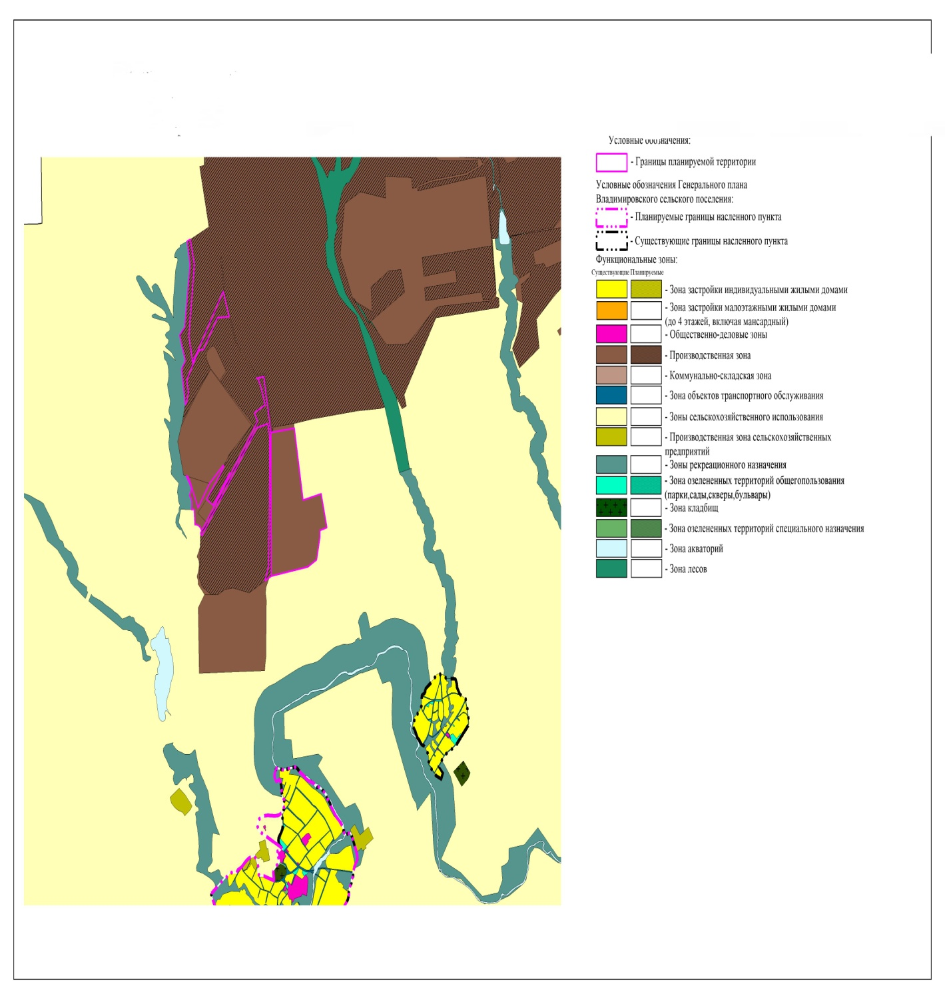 Условные обозначения:
- Границы планируемой территории
Условные обозначения Генерального плана
Владимировского сельского поселения:
- Планируемые границы насленного пункта
- Существующие границы насленного пункта
Функциональные зоны:
Существующие Планируемые
- Зона застройки индивидуальными жилыми домами
- Зона застройки малоэтажными жилыми домами
(до 4 этажей, включая мансардный)
- Общественно-деловые зоны
- Производственная зона
- Коммунально-складская зона
- Зона объектов транспортного обслуживания
- Зоны сельскохозяйственного использования
- Производственная зона сельскохозяйственных
предприятий
- Зоны рекреационного назначения
- Зона озелененных территорий общегопользования
(парки,сады,скверы,бульвары)
- Зона кладбищ
- Зона озелененных территорий специального назначения
- Зона акваторий
- Зона лесов